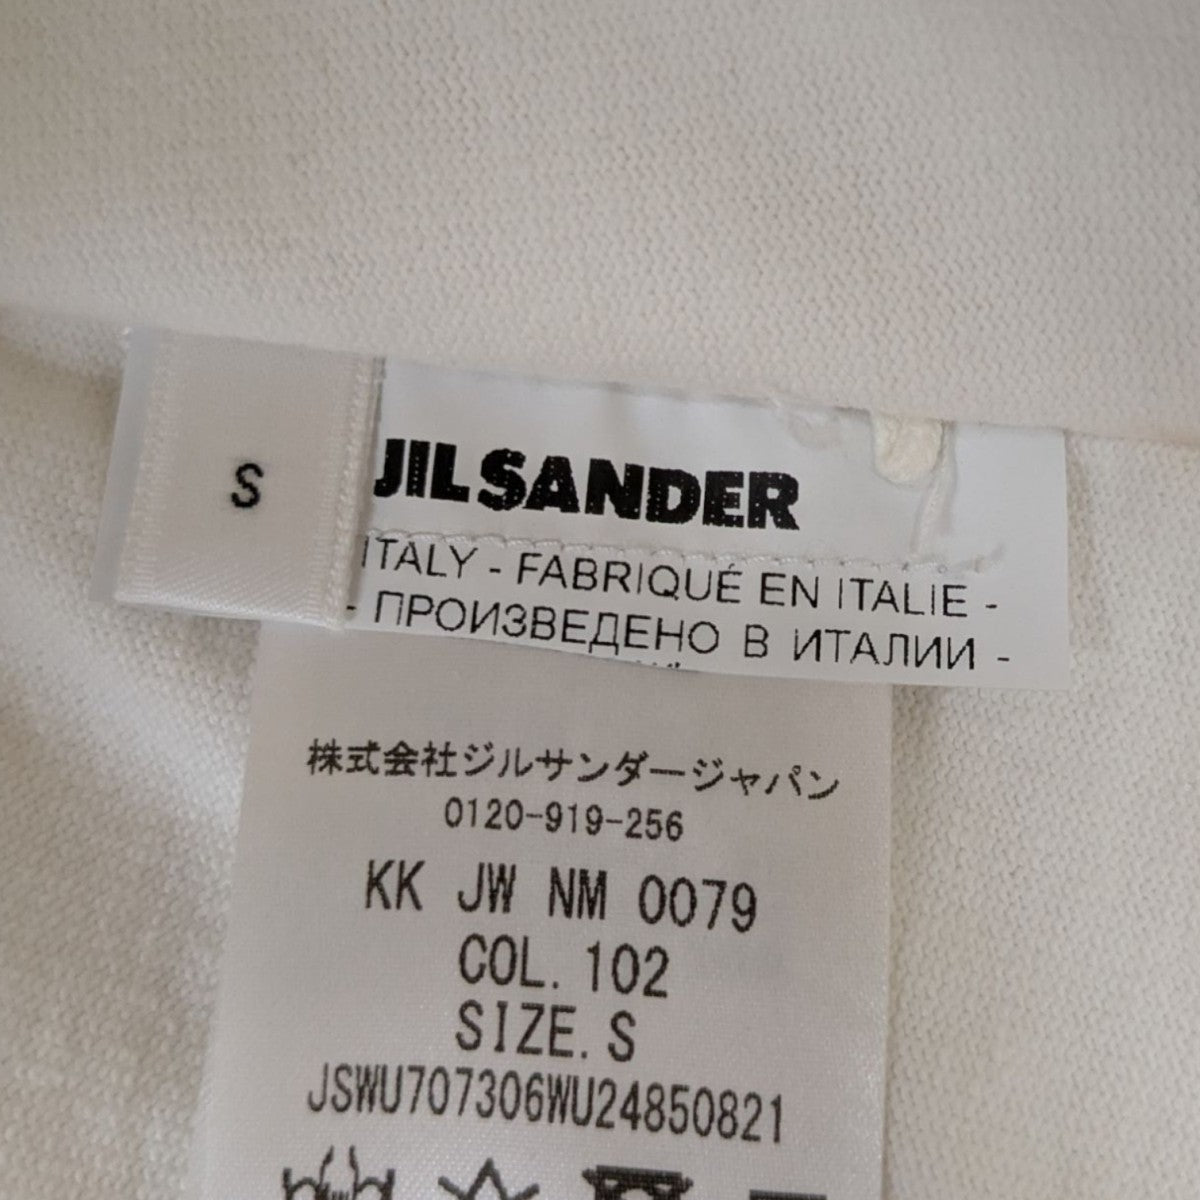 S
JIL SANDER
ITALY - FABRIQUÉ EN ITALIE -
- ПРОИЗВЕДЕНО В ИТАЛИИ -
株式会社ジルサンダージャパン
0120-919-256
KK JW NM 0079
COL. 102
SIZE. S
JSWU707306WU24850821